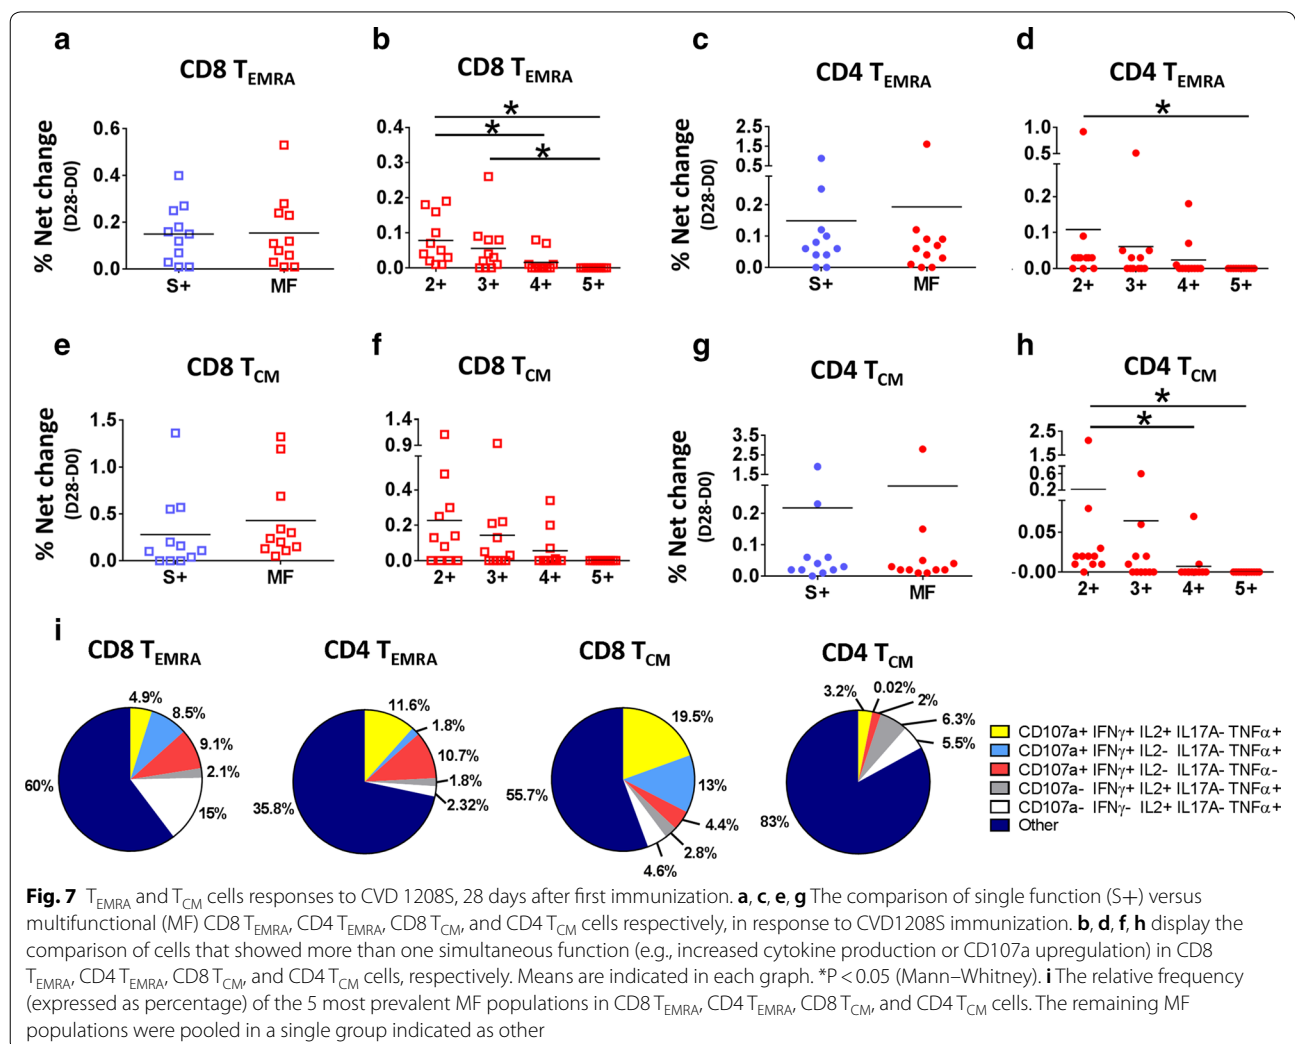 a
CD8 TEMRA
% Net change
(D28-D0)
0.6
0.4
0.2
0.0
S+ MF
b
CD8 TEMRA
* * *
0.4
0.3
0.2
0.1
0.0
2+ 3+ 4+ 5+
c
CD4 TEMRA
% Net change
(D28-D0)
2.5
1.5
0.5
0.2
0.1
0.0
S+ MF
d
CD4 TEMRA
*
1.0
0.5
0.1
0.0
2+ 3+ 4+ 5+
e
CD8 TCM
% Net change
(D28-D0)
1.5
1.0
0.5
0.0
S+ MF
f
CD8 TCM
1.4
0.9
0.4
0.2
0.0
2+ 3+ 4+ 5+
g
CD4 TCM
% Net change
(D28-D0)
3.5
2.5
1.5
0.2
0.1
0.0
S+ MF
h
CD4 TCM
* *
2.5
1.0
0.6
0.2
0.05
-0.00
2+ 3+ 4+ 5+
i
CD8 TEMRA
4.9%
8.5%
9.1%
2.1%
15%
60%
CD4 TEMRA
11.6%
1.8%
10.7%
1.8%
2.32%
35.8%
CD8 TCM
19.5%
13%
4.4%
2.8%
4.6%
55.7%
CD4 TCM
3.2%
0.02%
2%
6.3%
5.5%
83%
CD107a+ IFNγ+ IL2+ IL17A- TNFα+
CD107a+ IFNγ+ IL2- IL17A- TNFα+
CD107a+ IFNγ+ IL2- IL17A- TNFα-
CD107a- IFNγ+ IL2+ IL17A- TNFα+
CD107a- IFNγ- IL2+ IL17A- TNFα+
Other
Fig. 7 TEMRA and TCM cells responses to CVD 1208S, 28 days after first immunization. a, c, e, g The comparison of single function (S+) versus
multifunctional (MF) CD8 TEMRA, CD4 TEMRA, CD8 TCM, and CD4 TCM cells respectively, in response to CVD1208S immunization. b, d, f, h display the
comparison of cells that showed more than one simultaneous function (e.g., increased cytokine production or CD107a upregulation) in CD8
TEMRA, CD4 TEMRA, CD8 TCM, and CD4 TCM cells, respectively. Means are indicated in each graph. *P < 0.05 (Mann–Whitney). i The relative frequency
(expressed as percentage) of the 5 most prevalent MF populations in CD8 TEMRA, CD4 TEMRA, CD8 TCM, and CD4 TCM cells. The remaining MF
populations were pooled in a single group indicated as other